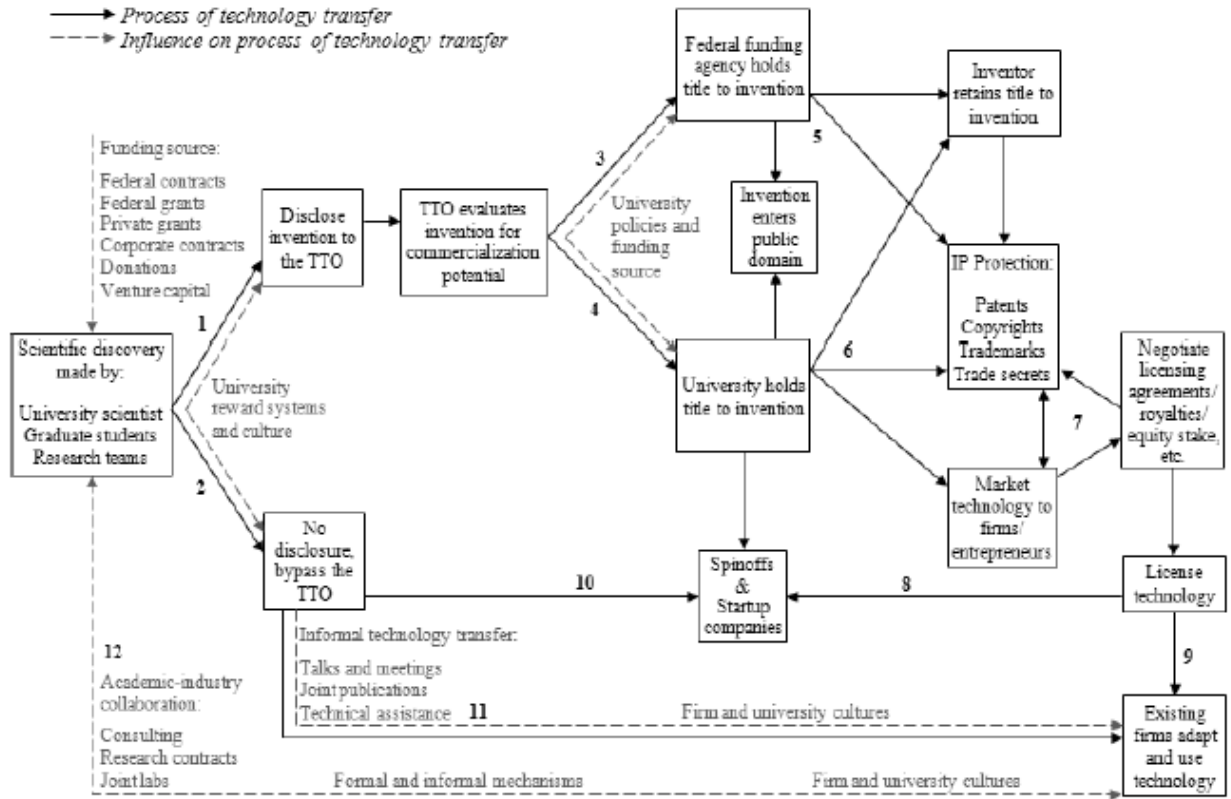 Process of technology transfer
Influence on process of technology transfer
Federal funding
agency holds
title to invention
Inventor
retains title to
invention
Funding source:
Federal contracts
Federal grants
Private grants
Corporate contracts
Donations
Venture capital
3
5
Disclose
invention to
the TTO
TTO evaluates
invention for
commercialization
potential
University
policies and
funding
source
Invention
enters
public
domain
4
1
IP Protection:
Patents
Copyrights
Trademarks
Trade secrets
Scientific discovery
made by:
University scientist
Graduate students
Research teams
University
reward systems
and culture
2
University holds
title to invention
6
7
Negotiate
licensing
agreements/
royalties/
equity stake,
etc.
Market
technology to
firms/
entrepreneurs
No
disclosure,
bypass the
TTO
10
Spinoffs
&
Startup
companies
8
License
technology
9
Informal technology transfer:
Talks and meetings
Joint publications
Technical assistance
11
Firm and university cultures
12
Academic-industry
collaboration:
Consulting
Research contracts
Joint labs
Formal and informal mechanisms
Firm and university cultures
Existing
firms adapt
and use
technology